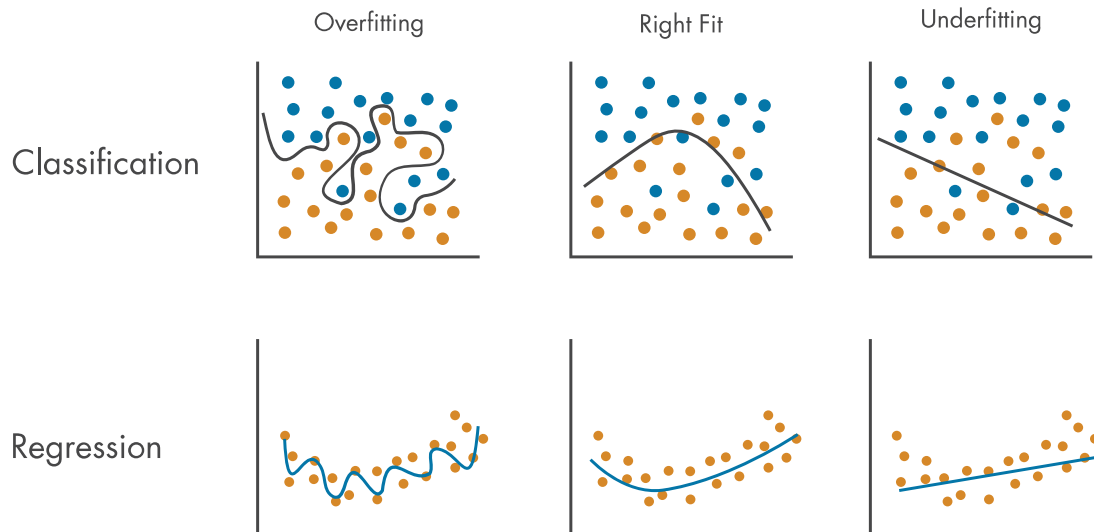 Overfitting
Right Fit
Underfitting
Classification
Regression